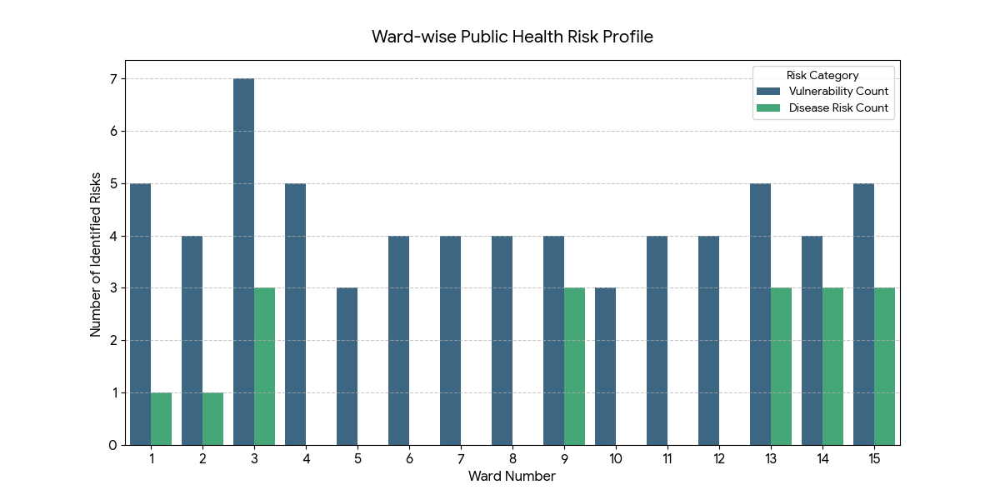 Ward-wise Public Health Risk Profile
Risk Category
Vulnerability Count
Disease Risk Count
Number of Identified Risks
7
6
5
4
3
2
1
0
1 2 3 4 5 6 7 8 9 10 11 12 13 14 15
Ward Number